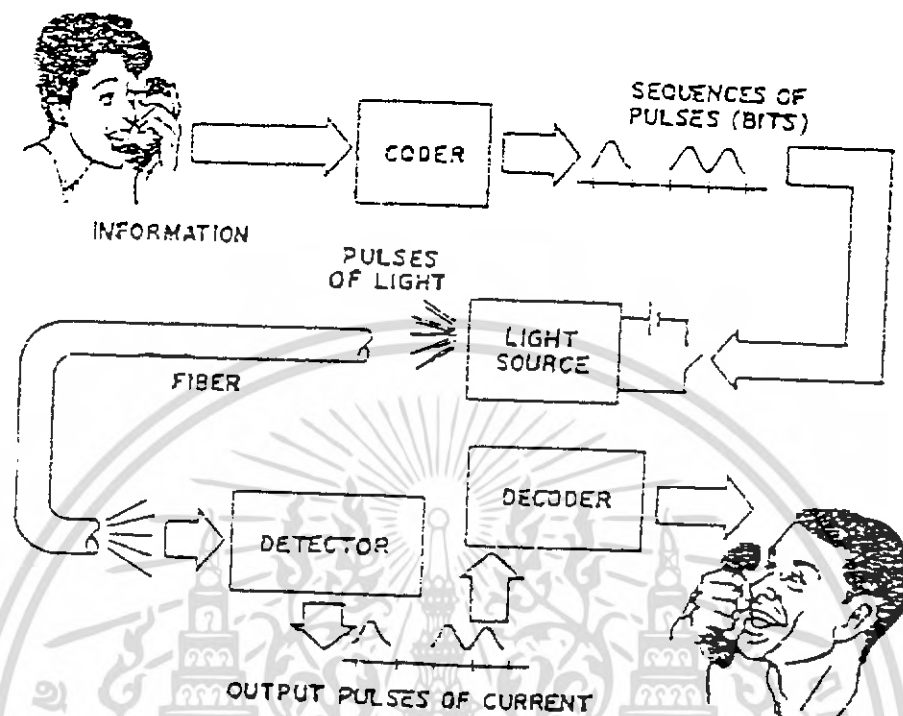 INFORMATION
CODER
SEQUENCES OF
PULSES (BITS)
PULSES
OF LIGHT
LIGHT
SOURCE
FIBER
DETECTOR
DECODER
OUTPUT PULSES OF CURRENT